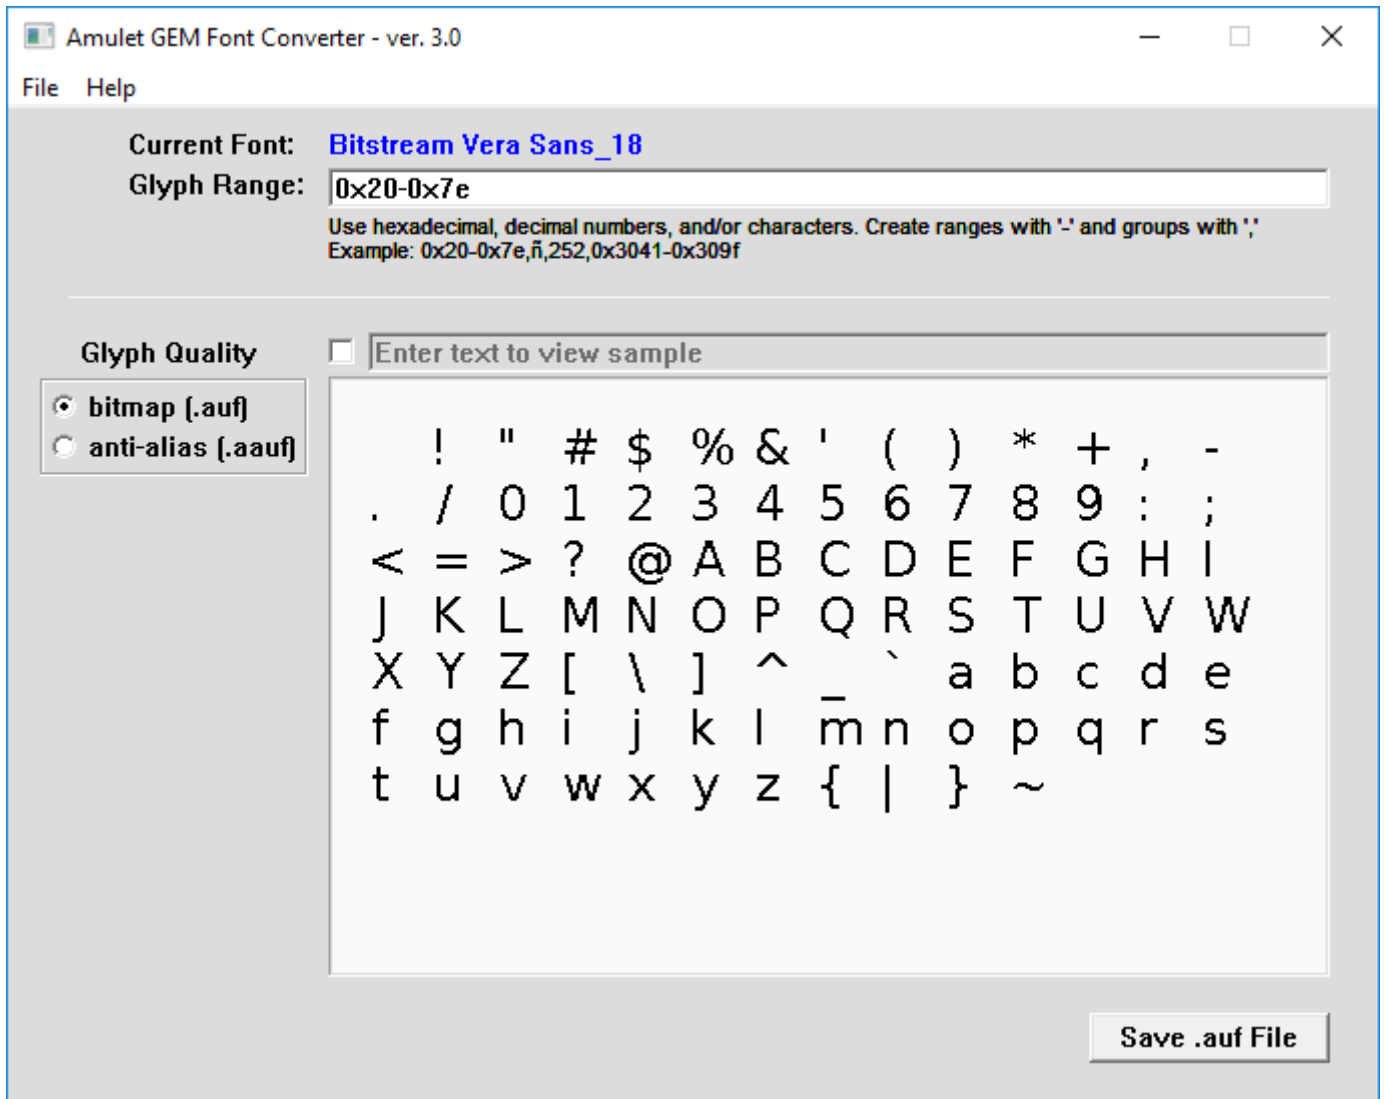 Amulet GEM Font Converter - ver. 3.0
File Help
Current Font: Bitstream Vera Sans_18
Glyph Range: 0x20-0x7e
Use hexadecimal, decimal numbers, and/or characters. Create ranges with '-' and groups with ','
Example: 0x20-0x7e,ñ,252,0x3041-0x309f
Glyph Quality Enter text to view sample
bitmap (.auf)
anti-alias (.aauf)
! " # $ % & ' ( ) * + , -
. / 0 1 2 3 4 5 6 7 8 9 : ;
< = > ? @ A B C D E F G H I
J K L M N O P Q R S T U V W
X Y Z [ \ ] ^ _ ` a b c d e
f g h i j k l m n o p q r s
t u v w x y z { | } ~
Save .auf File